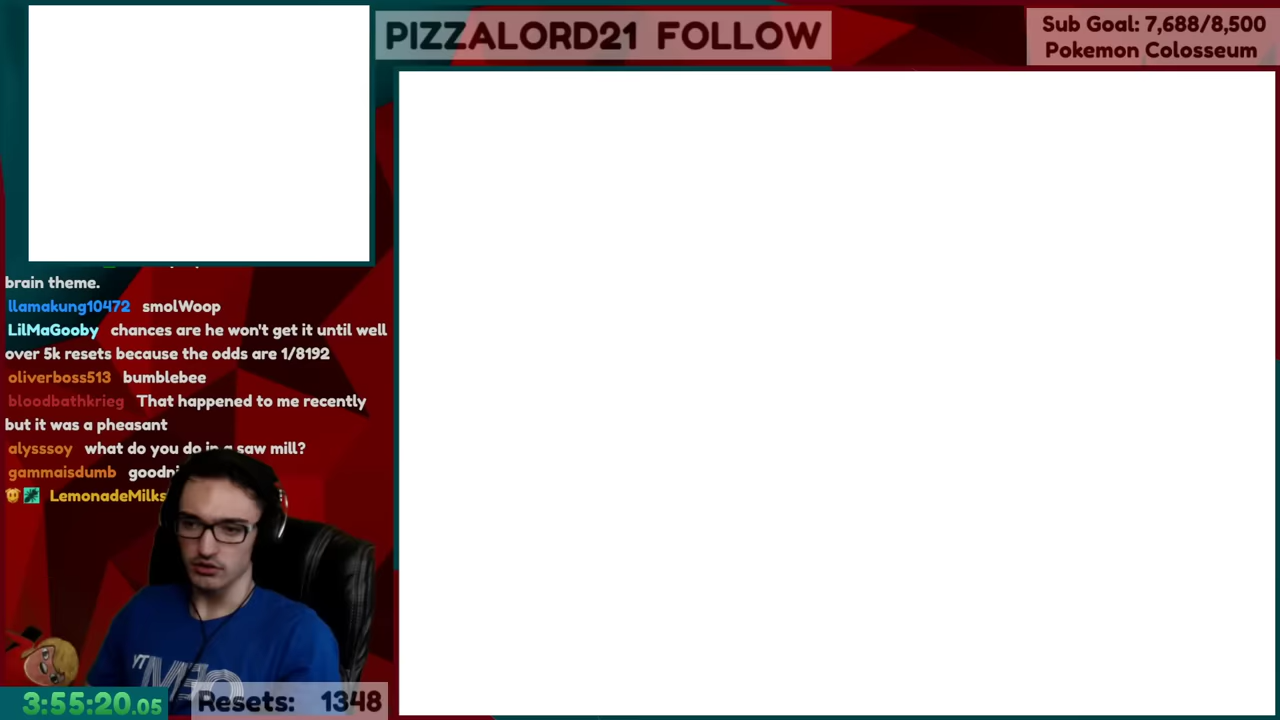 PIZZALORD21 FOLLOW
Sub Goal: 7,688/8,500
Pokemon Colosseum
brain theme.
llamakung10472 smolWoop
LilMaGooby chances are he won't get it until well
over 5k resets because the odds are 1/8192
oliverboss513 bumblebee
bloodbathkrieg That happened to me recently
but it was a pheasant
alysssoy what do you do in a saw mill?
gammaisdumb
3:55:20.05
Resets: 1348